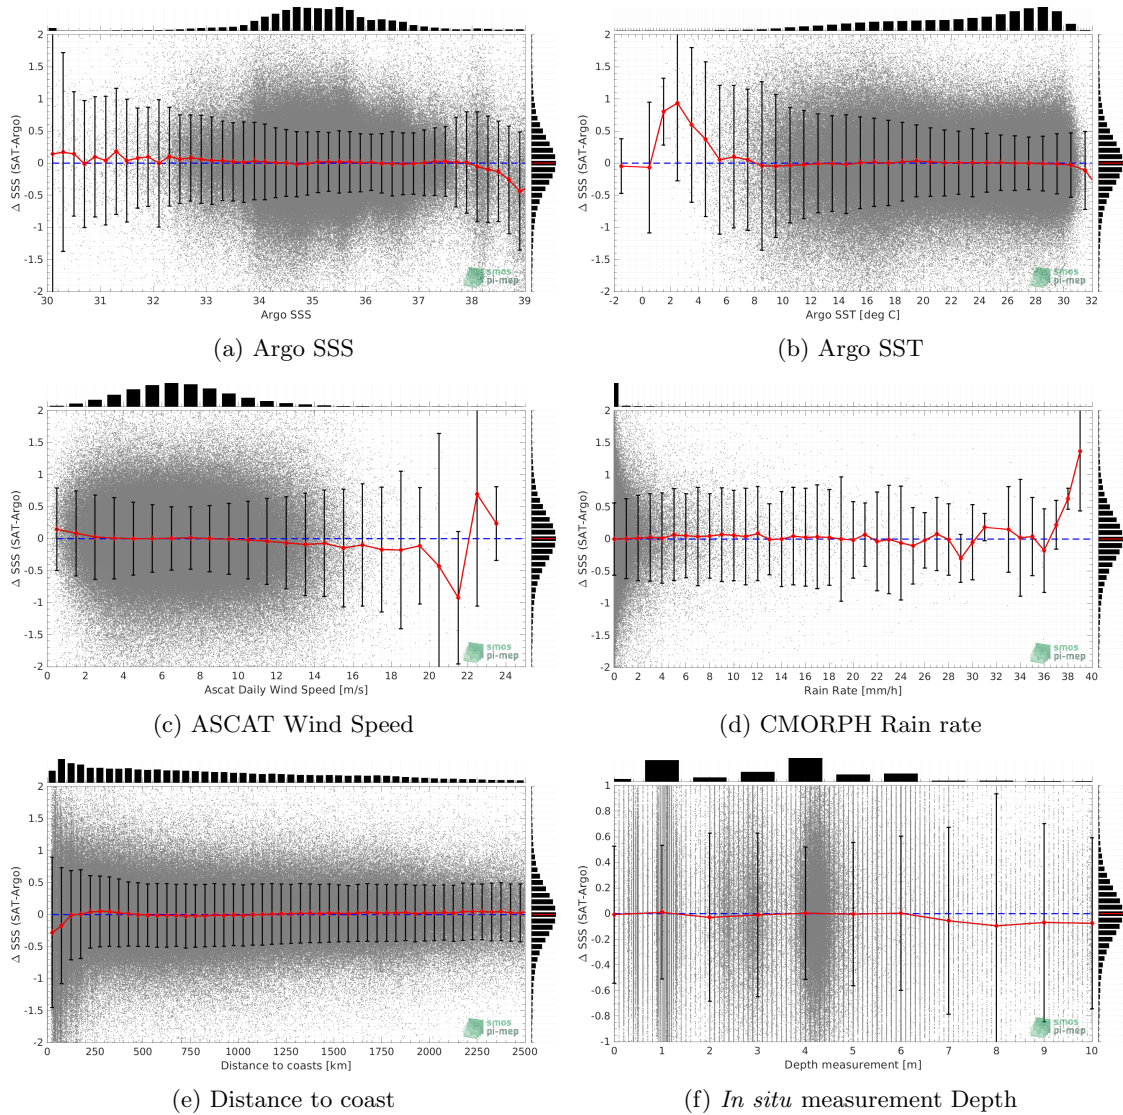 2
1.5
1
0.5
0
-0.5
-1
-1.5
-2
Δ SSS (SAT-Argo)
30 31 32 33 34 35 36 37 38 39
Argo SSS
smos
pi-mep
(a) Argo SSS
2
1.5
1
0.5
0
-0.5
-1
-1.5
-2
Δ SSS (SAT-Argo)
-2 0 2 4 6 8 10 12 14 16 18 20 22 24 26 28 30 32
Argo SST [deg C]
smos
pi-mep
(b) Argo SST
2
1.5
1
0.5
0
-0.5
-1
-1.5
-2
Δ SSS (SAT-Argo)
0 2 4 6 8 10 12 14 16 18 20 22 24
Ascat Daily Wind Speed [m/s]
smos
pi-mep
(c) ASCAT Wind Speed
2
1.5
1
0.5
0
-0.5
-1
-1.5
-2
Δ SSS (SAT-Argo)
0 2 4 6 8 10 12 14 16 18 20 22 24 26 28 30 32 34 36 38 40
Rain Rate [mm/h]
smos
pi-mep
(d) CMORPH Rain rate
2
1.5
1
0.5
0
-0.5
-1
-1.5
-2
Δ SSS (SAT-Argo)
0 250 500 750 1000 1250 1500 1750 2000 2250 2500
Distance to coasts [km]
smos
pi-mep
(e) Distance to coast
1
0.8
0.6
0.4
0.2
0
-0.2
-0.4
-0.6
-0.8
-1
Δ SSS (SAT-Argo)
0 1 2 3 4 5 6 7 8 9 10
Depth measurement [m]
smos
pi-mep
(f) In situ measurement Depth